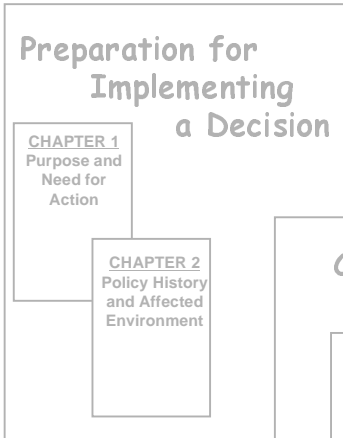 Preparation for
Implementing
a Decision
CHAPTER 1
Purpose and
Need for
Action
CHAPTER 2
Policy History
and Affected
Environment